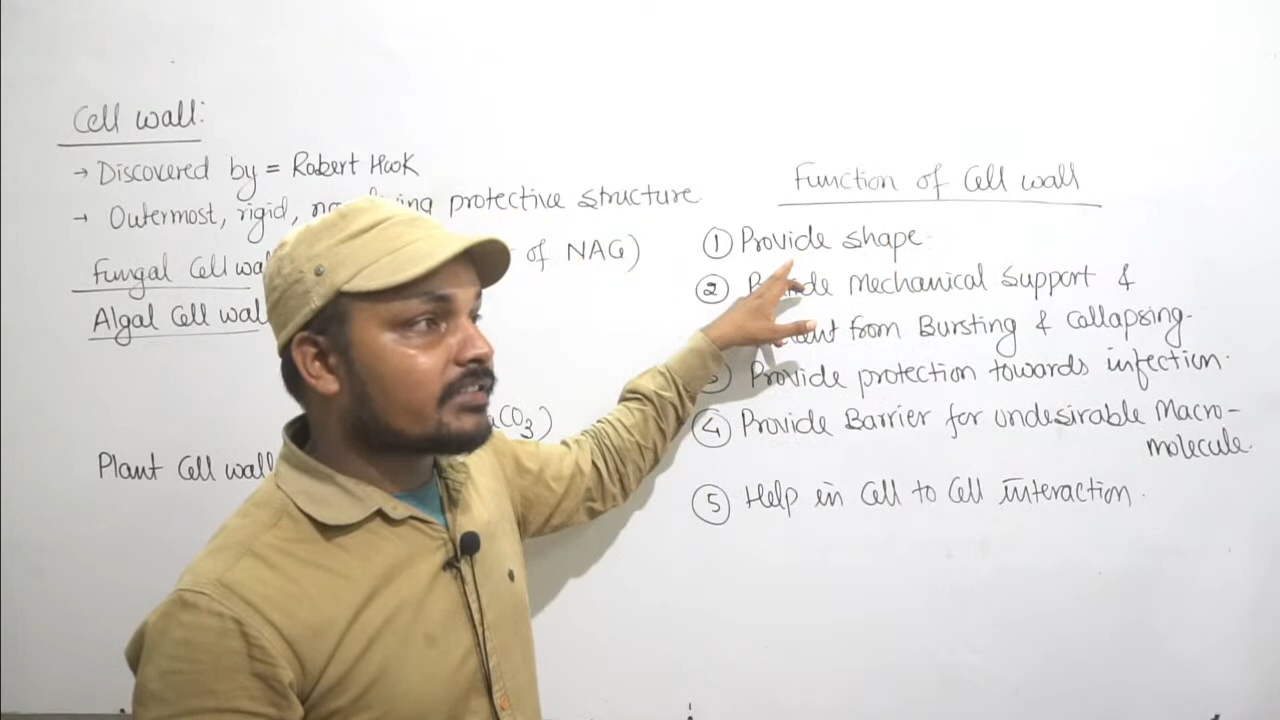 Cell wall:
→ Discovered by = Robert Hook
→ Outermost, rigid, protective structure
Fungal Cell wa of NAG)
Algal Cell wal
CO3)
Plant Cell wall
Function of Cell wall
① Provide shape.
② Provide Mechanical Support &
from Bursting & Collapsing.
Provide protection towards infection.
④ Provide Barrier for undesirable Macro-
molecule.
⑤ Help in Cell to Cell interaction.